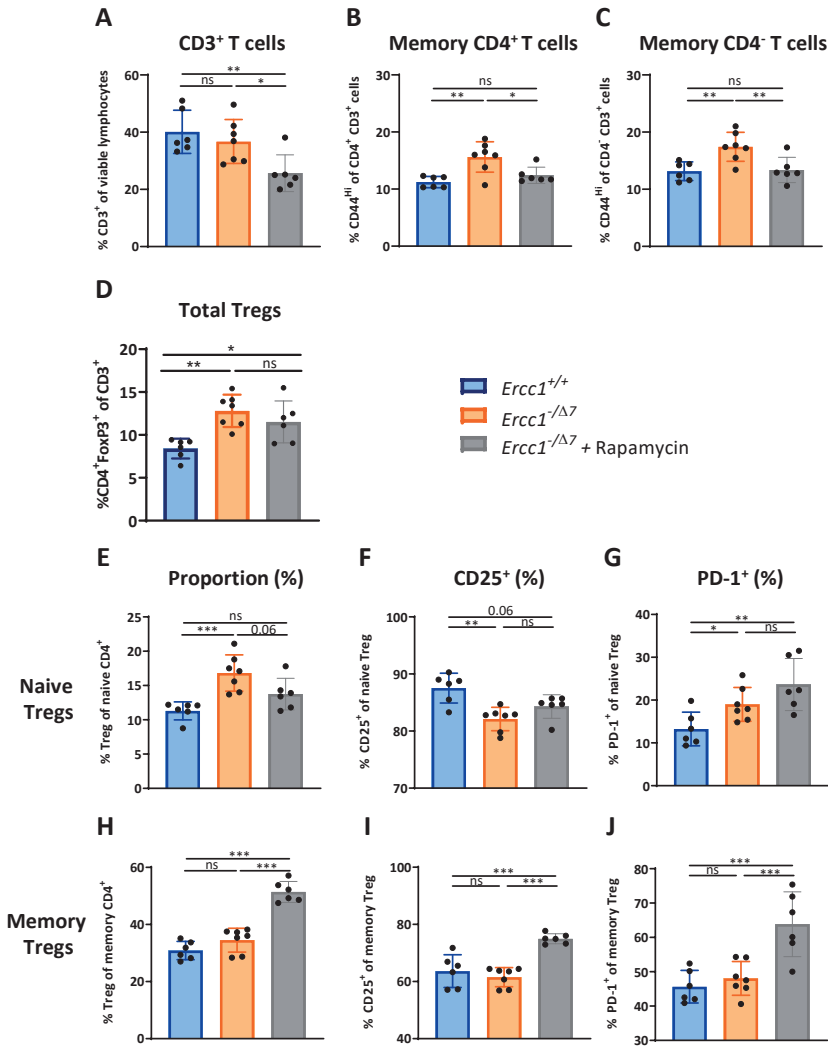 A
CD3⁺ T cells
% CD3⁺ of viable lymphocytes
60
40
20
0
**
ns
*
B
Memory CD4⁺ T cells
% CD44ᴴⁱ of CD4⁺ CD3⁺ cells
30
20
10
0
ns
**
*
C
Memory CD4⁻ T cells
% CD44ᴴⁱ of CD4⁻ CD3⁺ cells
30
20
10
0
ns
**
**
D
Total Tregs
%CD4⁺FoxP3⁺ of CD3⁺
20
15
10
5
0
*
**
ns
Ercc1⁺/⁺
Ercc1⁻/Δ⁷
Ercc1⁻/Δ⁷ + Rapamycin
Naive
Tregs
E
Proportion (%)
% Treg of naive CD4⁺
25
20
15
10
5
0
ns
***
0.06
F
CD25⁺ (%)
% CD25⁺ of naive Treg
100
90
80
70
0.06
**
ns
G
PD-1⁺ (%)
% PD-1⁺ of naive Treg
40
30
20
10
0
**
*
ns
Memory
Tregs
H
% Treg of memory CD4⁺
80
60
40
20
0
***
ns
***
I
% CD25⁺ of memory Treg
100
80
60
40
***
ns
***
J
% PD-1⁺ of memory Treg
80
70
60
50
40
30
***
ns
***